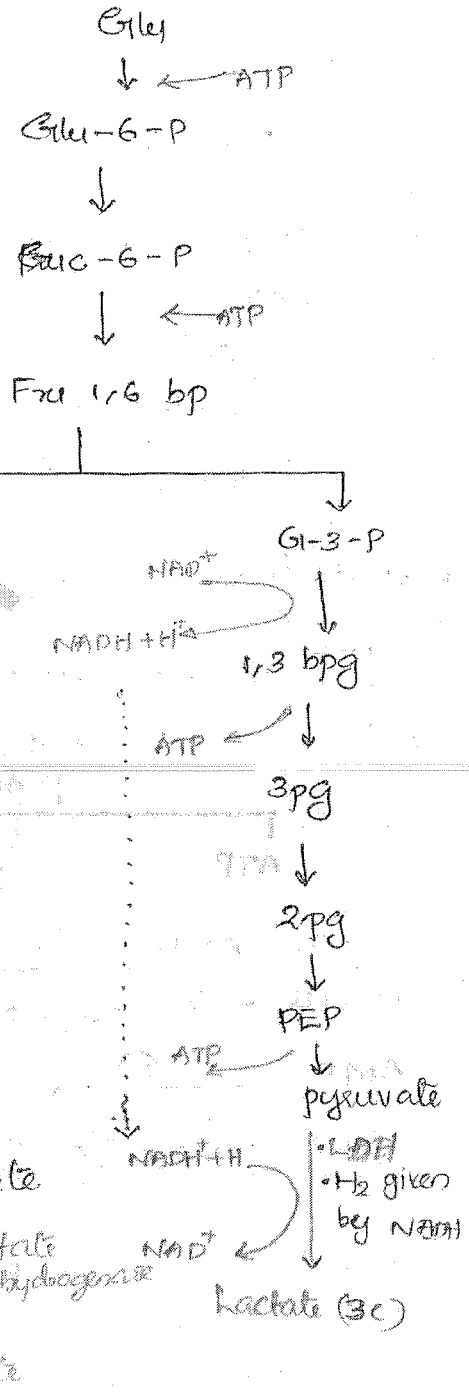 Glu
ATP
Glu-6-P
Fruc-6-P
ATP
Fru 1,6 bp
Gl-3-P
NAD+
NADH + H+
1,3 bpg
ATP
3pg
2pg
PEP
ATP
pyruvate
NADH+ + H
• LDH
• H2 given
by NADH
NAD+
Lactate (3c)